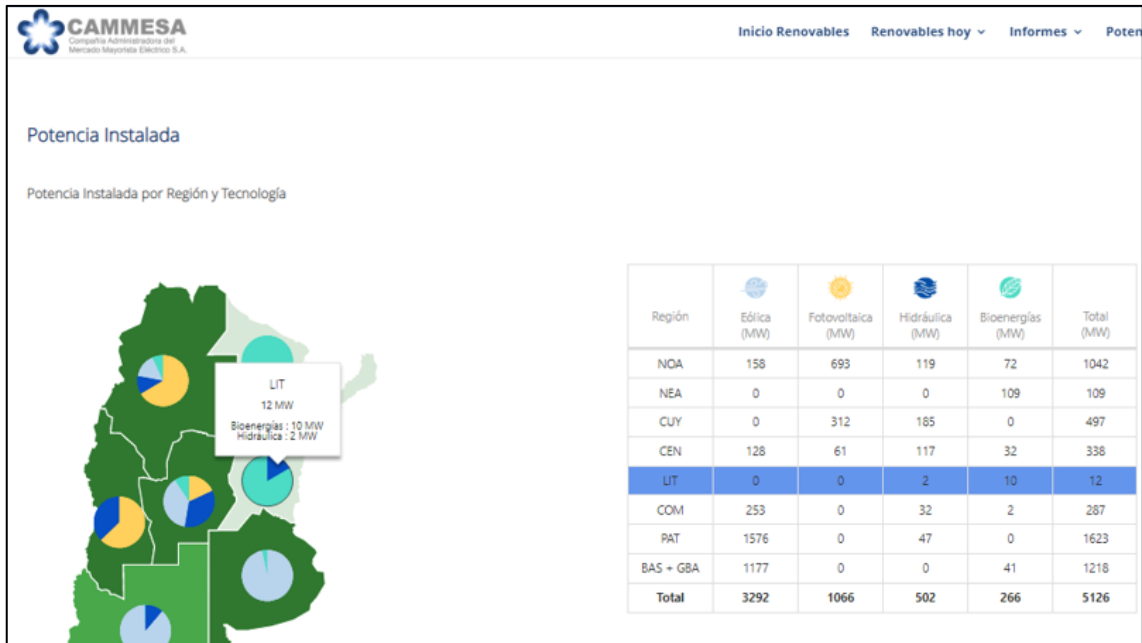 CAMMESA
Compañía Administradora del
Mercado Mayorista Eléctrico S.A.
Inicio Renovables Renovables hoy Informes Poten
Potencia Instalada
Potencia Instalada por Región y Tecnología
LIT
12 MW
Bioenergías : 10 MW
Hidráulica : 2 MW
Región Eólica (MW) Fotovoltaica (MW) Hidráulica (MW) Bioenergías (MW) Total (MW)
NOA 158 693 119 72 1042
NEA 0 0 0 109 109
CUY 0 312 185 0 497
CEN 128 61 117 32 338
LIT 0 0 2 10 12
COM 253 0 32 2 287
PAT 1576 0 47 0 1623
BAS + GBA 1177 0 0 41 1218
Total 3292 1066 502 266 5126